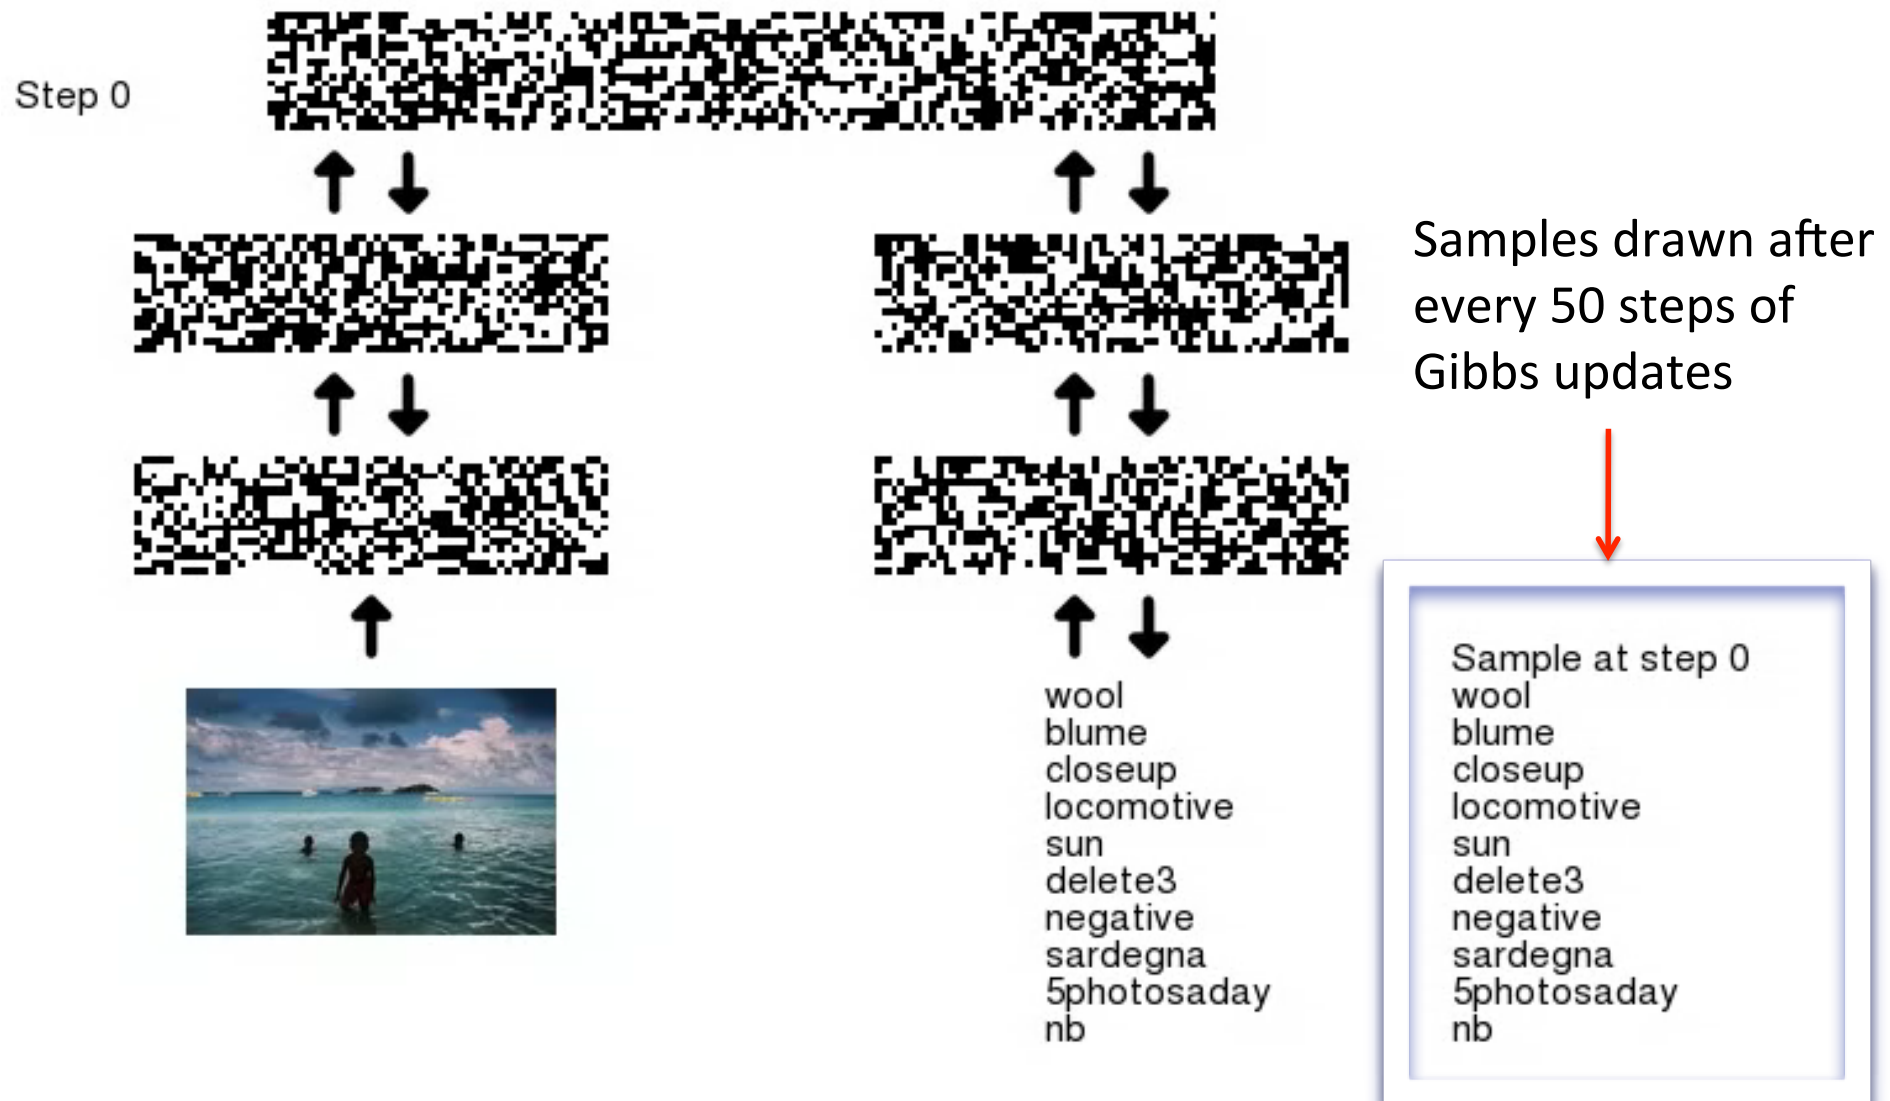 Step 0
Samples drawn after
every 50 steps of
Gibbs updates
wool
blume
closeup
locomotive
sun
delete3
negative
sardegna
5photosaday
nb
Sample at step 0
wool
blume
closeup
locomotive
sun
delete3
negative
sardegna
5photosaday
nb